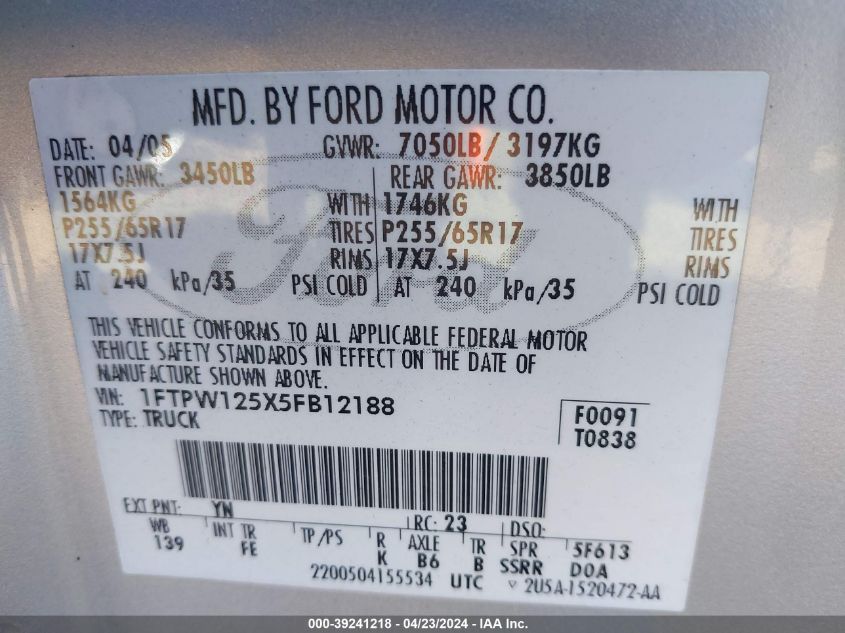 MFD. BY FORD MOTOR CO.
DATE: 04/05 GVWR: 7050LB/ 3197KG
FRONT GAWR: 3450LB REAR GAWR: 3850LB
1564KG WITH 1746KG WITH
P255/65R17 TIRES P255/65R17 TIRES
17X7.5J RIMS 17X7.5J RIMS
AT 240 kPa/35 PSI COLD AT 240 kPa/35 PSI COLD
Ford
THIS VEHICLE CONFORMS TO ALL APPLICABLE FEDERAL MOTOR
VEHICLE SAFETY STANDARDS IN EFFECT ON THE DATE OF
MANUFACTURE SHOWN ABOVE.
VIN: 1FTPW125X5FB12188 F0091
TYPE: TRUCK T0838
EXT PNT: YN RC: 23 DSO:
WB INT TR TP/PS R AXLE TR SPR 5F613
139 FE K B6 B SSRR DOA
2200504155534 UTC 2U5A-1520472-AA
000-39241218 - 04/23/2024 - IAA Inc.